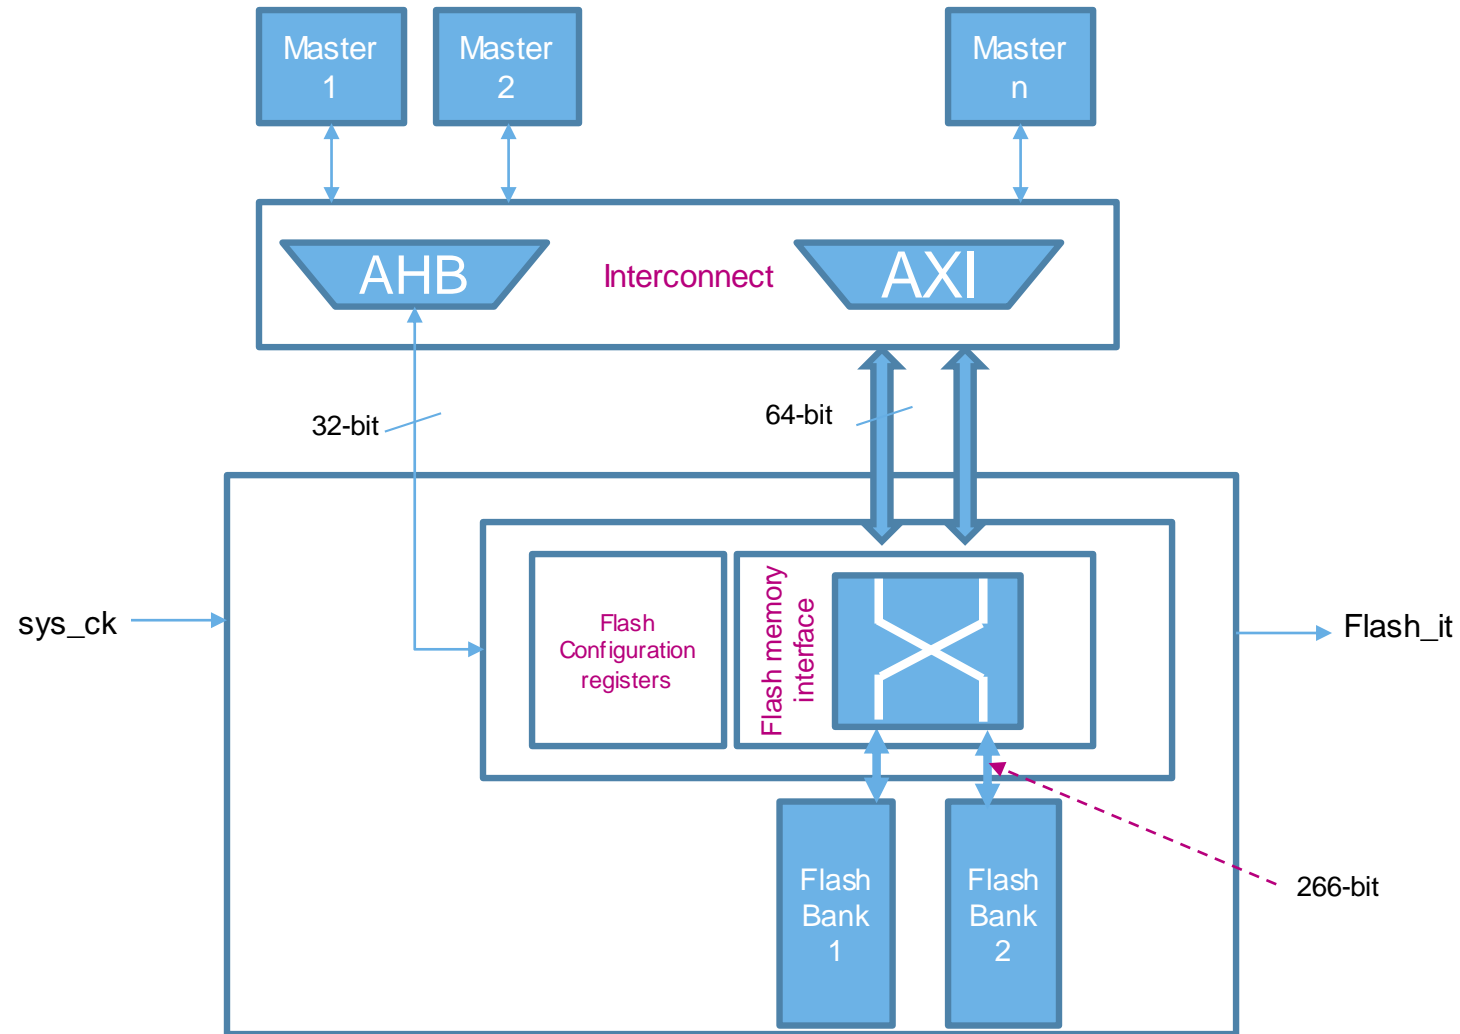 Master
1
Master
2
Master
n
AHB
Interconnect
AXI
32-bit
64-bit
sys_ck
Flash
Configuration
registers
Flash memory
interface
Flash_it
Flash
Bank
1
Flash
Bank
2
266-bit